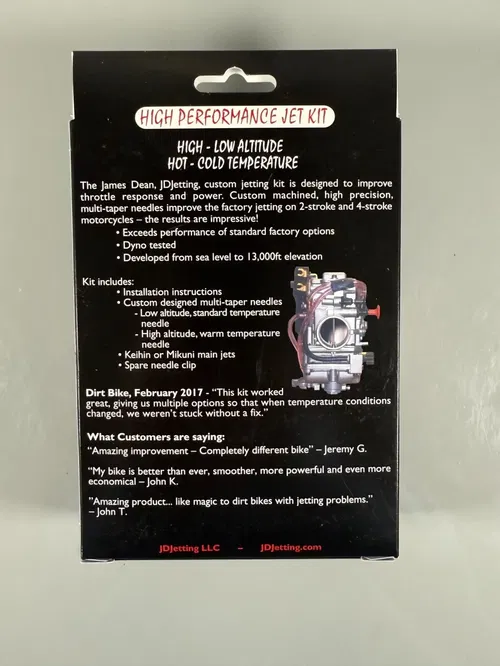 HIGH PERFORMANCE JET KIT
HIGH - LOW ALTITUDE
HOT - COLD TEMPERATURE
The James Dean, JDJetting, custom jetting kit is designed to improve
throttle response and power. Custom machined, high precision,
multi-taper needles improve the factory jetting on 2-stroke and 4-stroke
motorcycles – the results are impressive!
• Exceeds performance of standard factory options
• Dyno tested
• Developed from sea level to 13,000ft elevation
Kit includes:
• Installation instructions
• Custom designed multi-taper needles
- Low altitude, standard temperature
needle
- High altitude, warm temperature
needle
• Keihin or Mikuni main jets
• Spare needle clip
Dirt Bike, February 2017 - “This kit worked
great, giving us multiple options so that when temperature conditions
changed, we weren’t stuck without a fix.”
What Customers are saying:
“Amazing improvement – Completely different bike” – Jeremy G.
“My bike is better than ever, smoother, more powerful and even more
economical – John K.
“Amazing product... like magic to dirt bikes with jetting problems.”
– John T.
JDJetting LLC – JDJetting.com